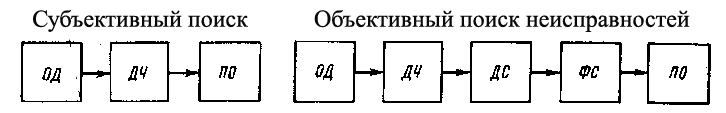 Субъективный поиск Объективный поиск неисправностей
ОД ДЧ ПО ОД ДЧ ДС ФС ПО